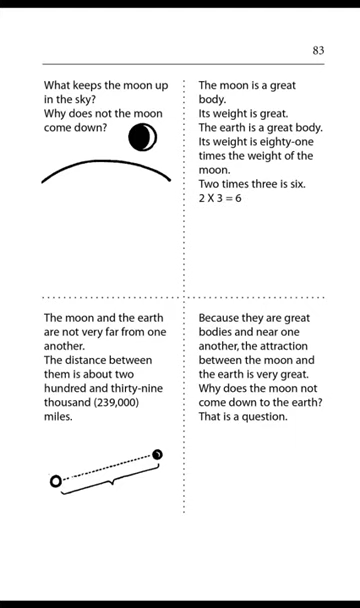 83
What keeps the moon up
in the sky?
Why does not the moon
come down?
The moon is a great
body.
Its weight is great.
The earth is a great body.
Its weight is eighty-one
times the weight of the
moon.
Two times three is six.
2 X 3 = 6
The moon and the earth
are not very far from one
another.
The distance between
them is about two
hundred and thirty-nine
thousand (239,000)
miles.
Because they are great
bodies and near one
another, the attraction
between the moon and
the earth is very great.
Why does the moon not
come down to the earth?
That is a question.